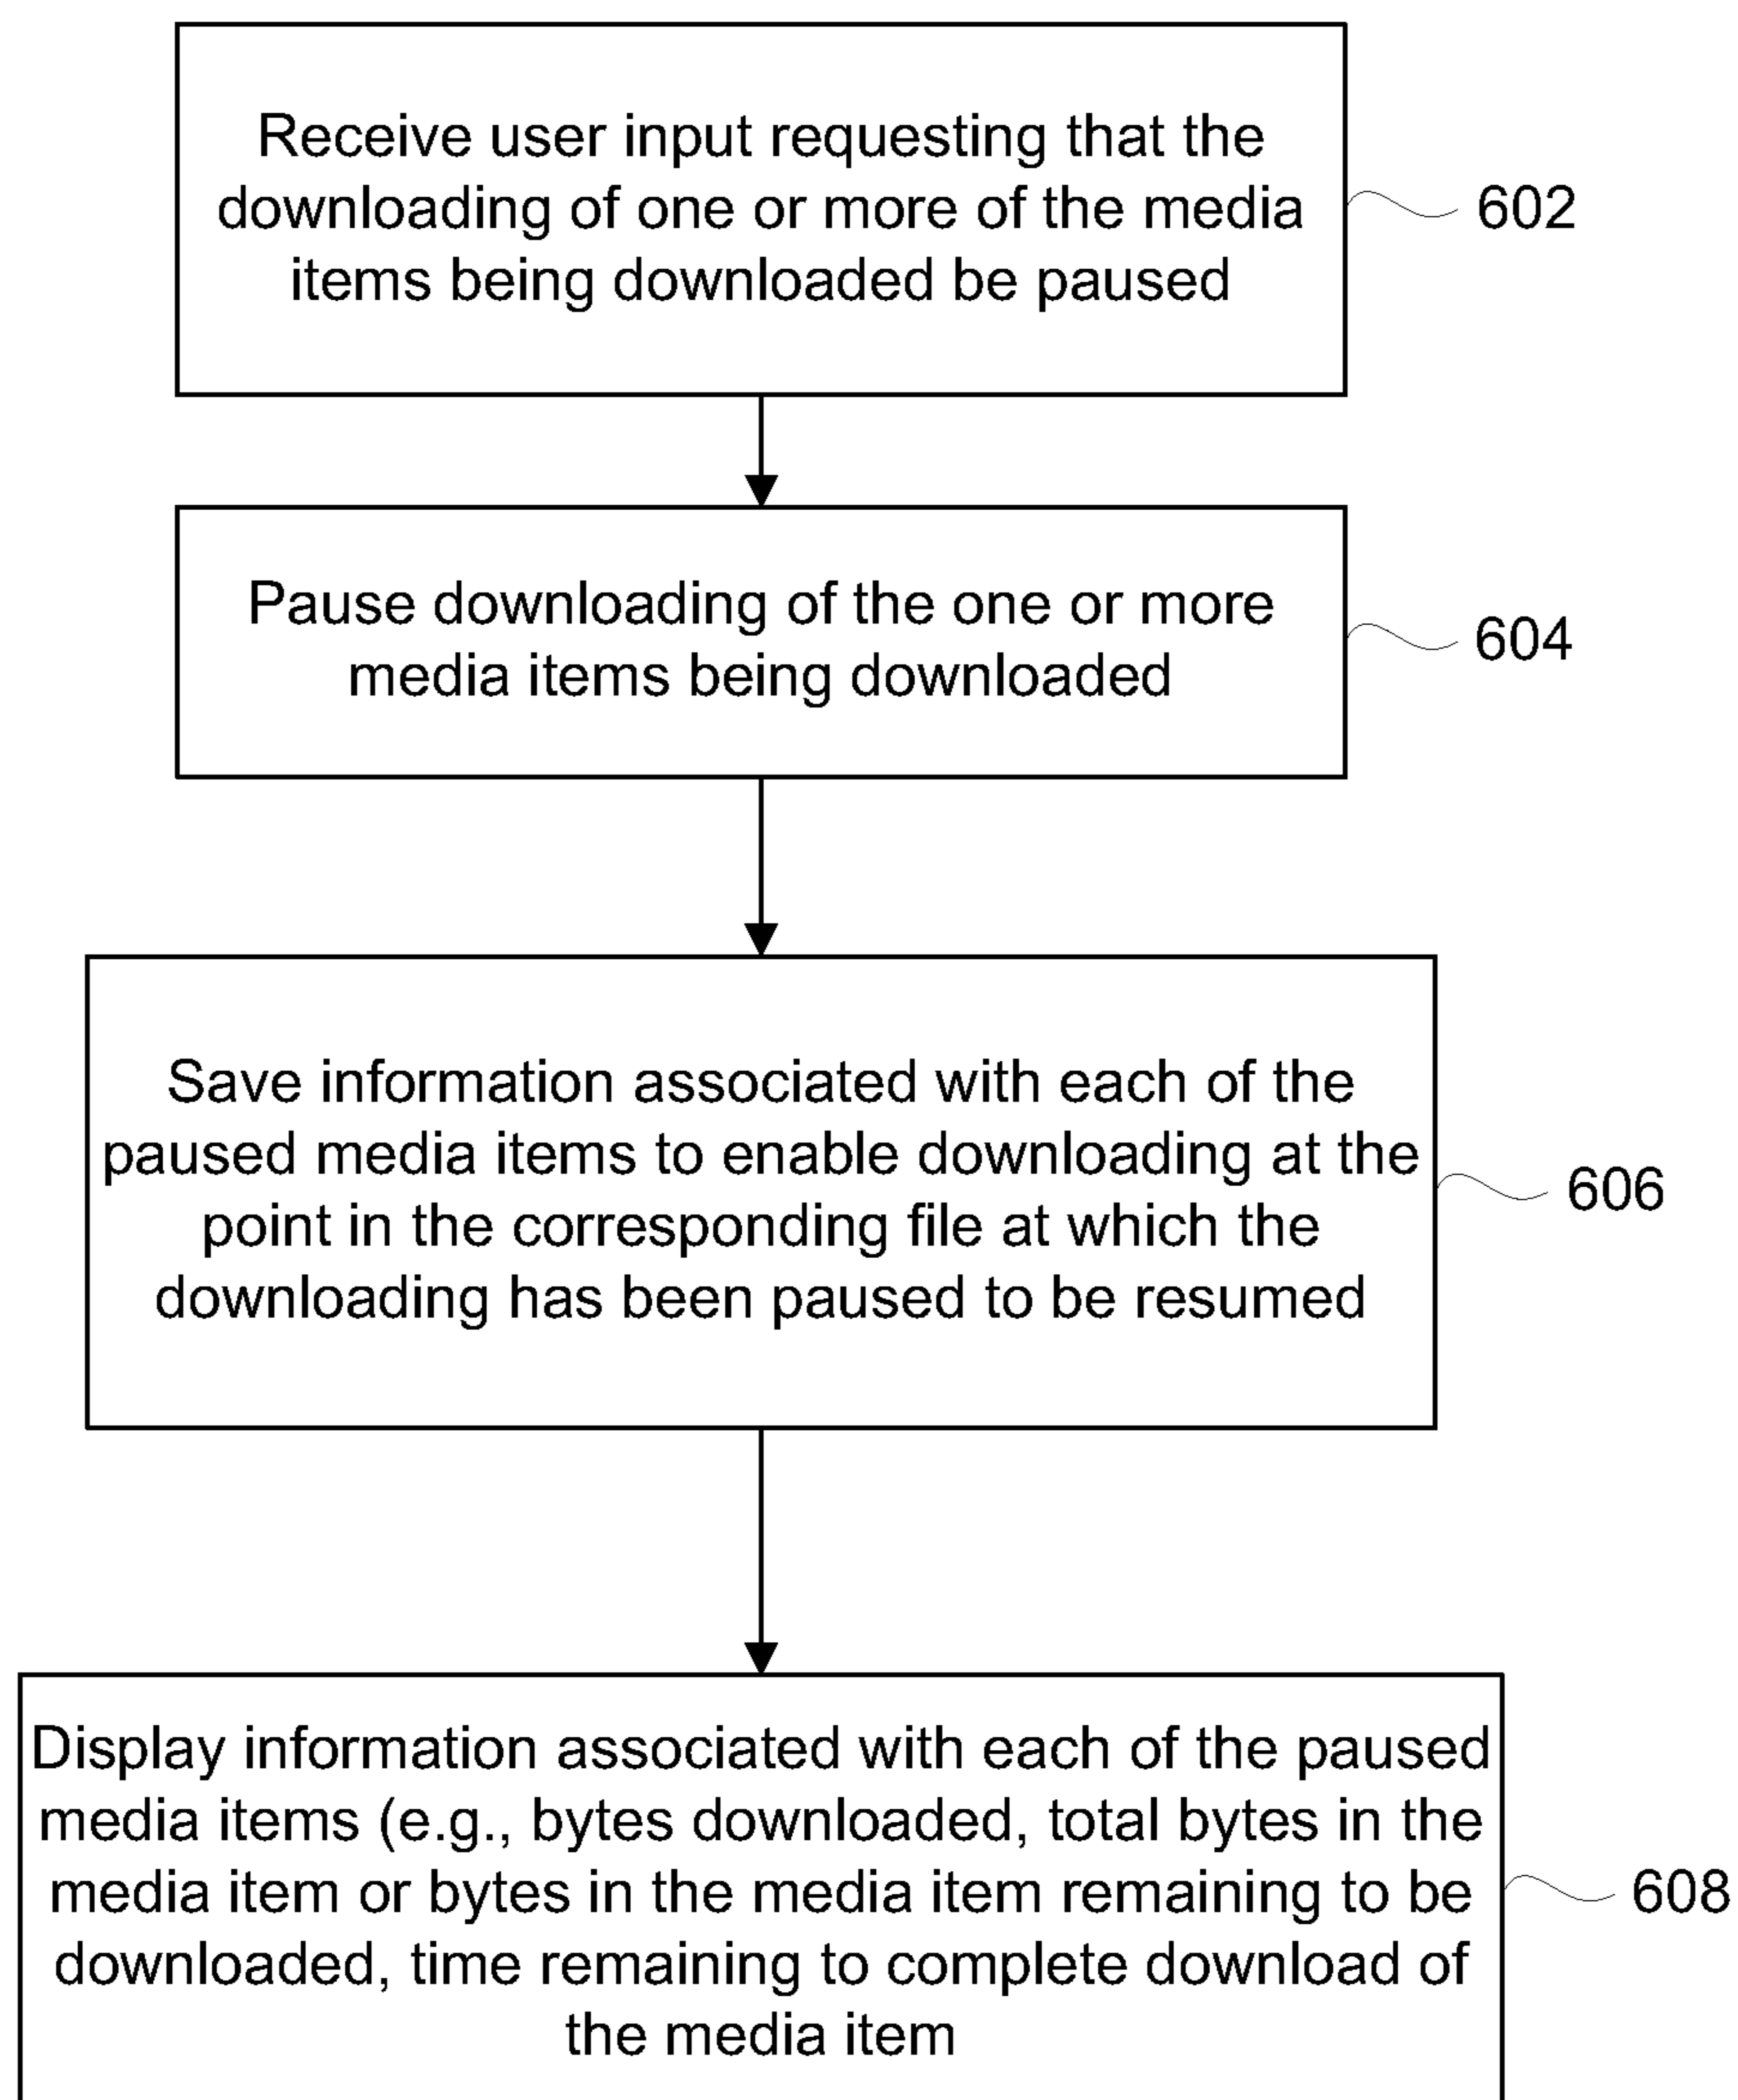 Receive user input requesting that the
downloading of one or more of the media
items being downloaded be paused
602
Pause downloading of the one or more
media items being downloaded
604
Save information associated with each of the
paused media items to enable downloading at the
point in the corresponding file at which the
downloading has been paused to be resumed
606
Display information associated with each of the paused
media items (e.g., bytes downloaded, total bytes in the
media item or bytes in the media item remaining to be
downloaded, time remaining to complete download of
the media item
608